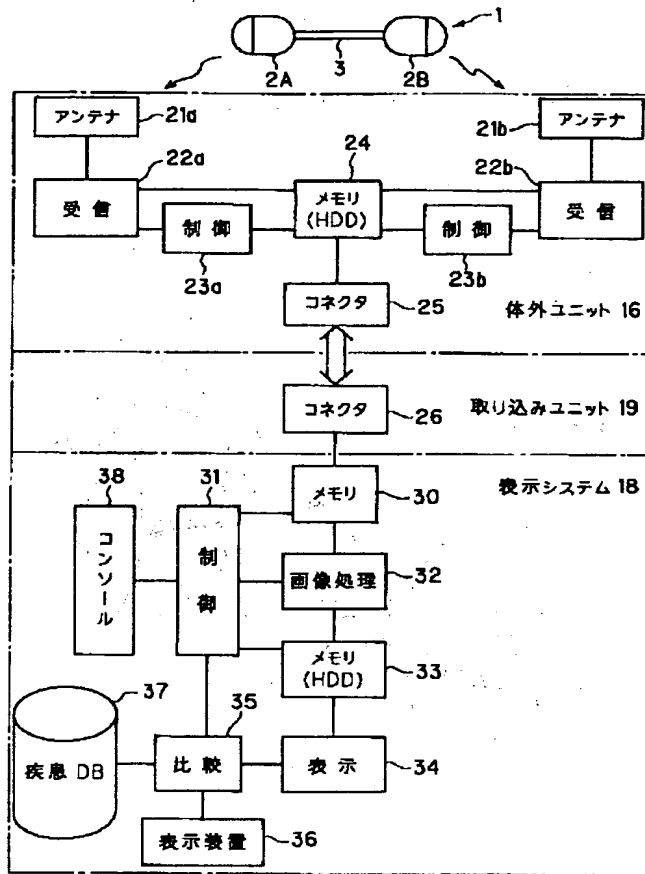 1
2A
3
2B
アンテナ
21a
アンテナ
21b
22a
24
22b
受信
メモリ
(HDD)
受信
制御
制御
23a
23b
コネクタ
25
体外ユニット 16
コネクタ
26
取り込みユニット 19
38
31
メモリ
30
表示システム 18
コンソール
制御
画像処理
32
メモリ
(HDD)
33
37
35
疾患 DB
比較
表示
34
表示装置
36